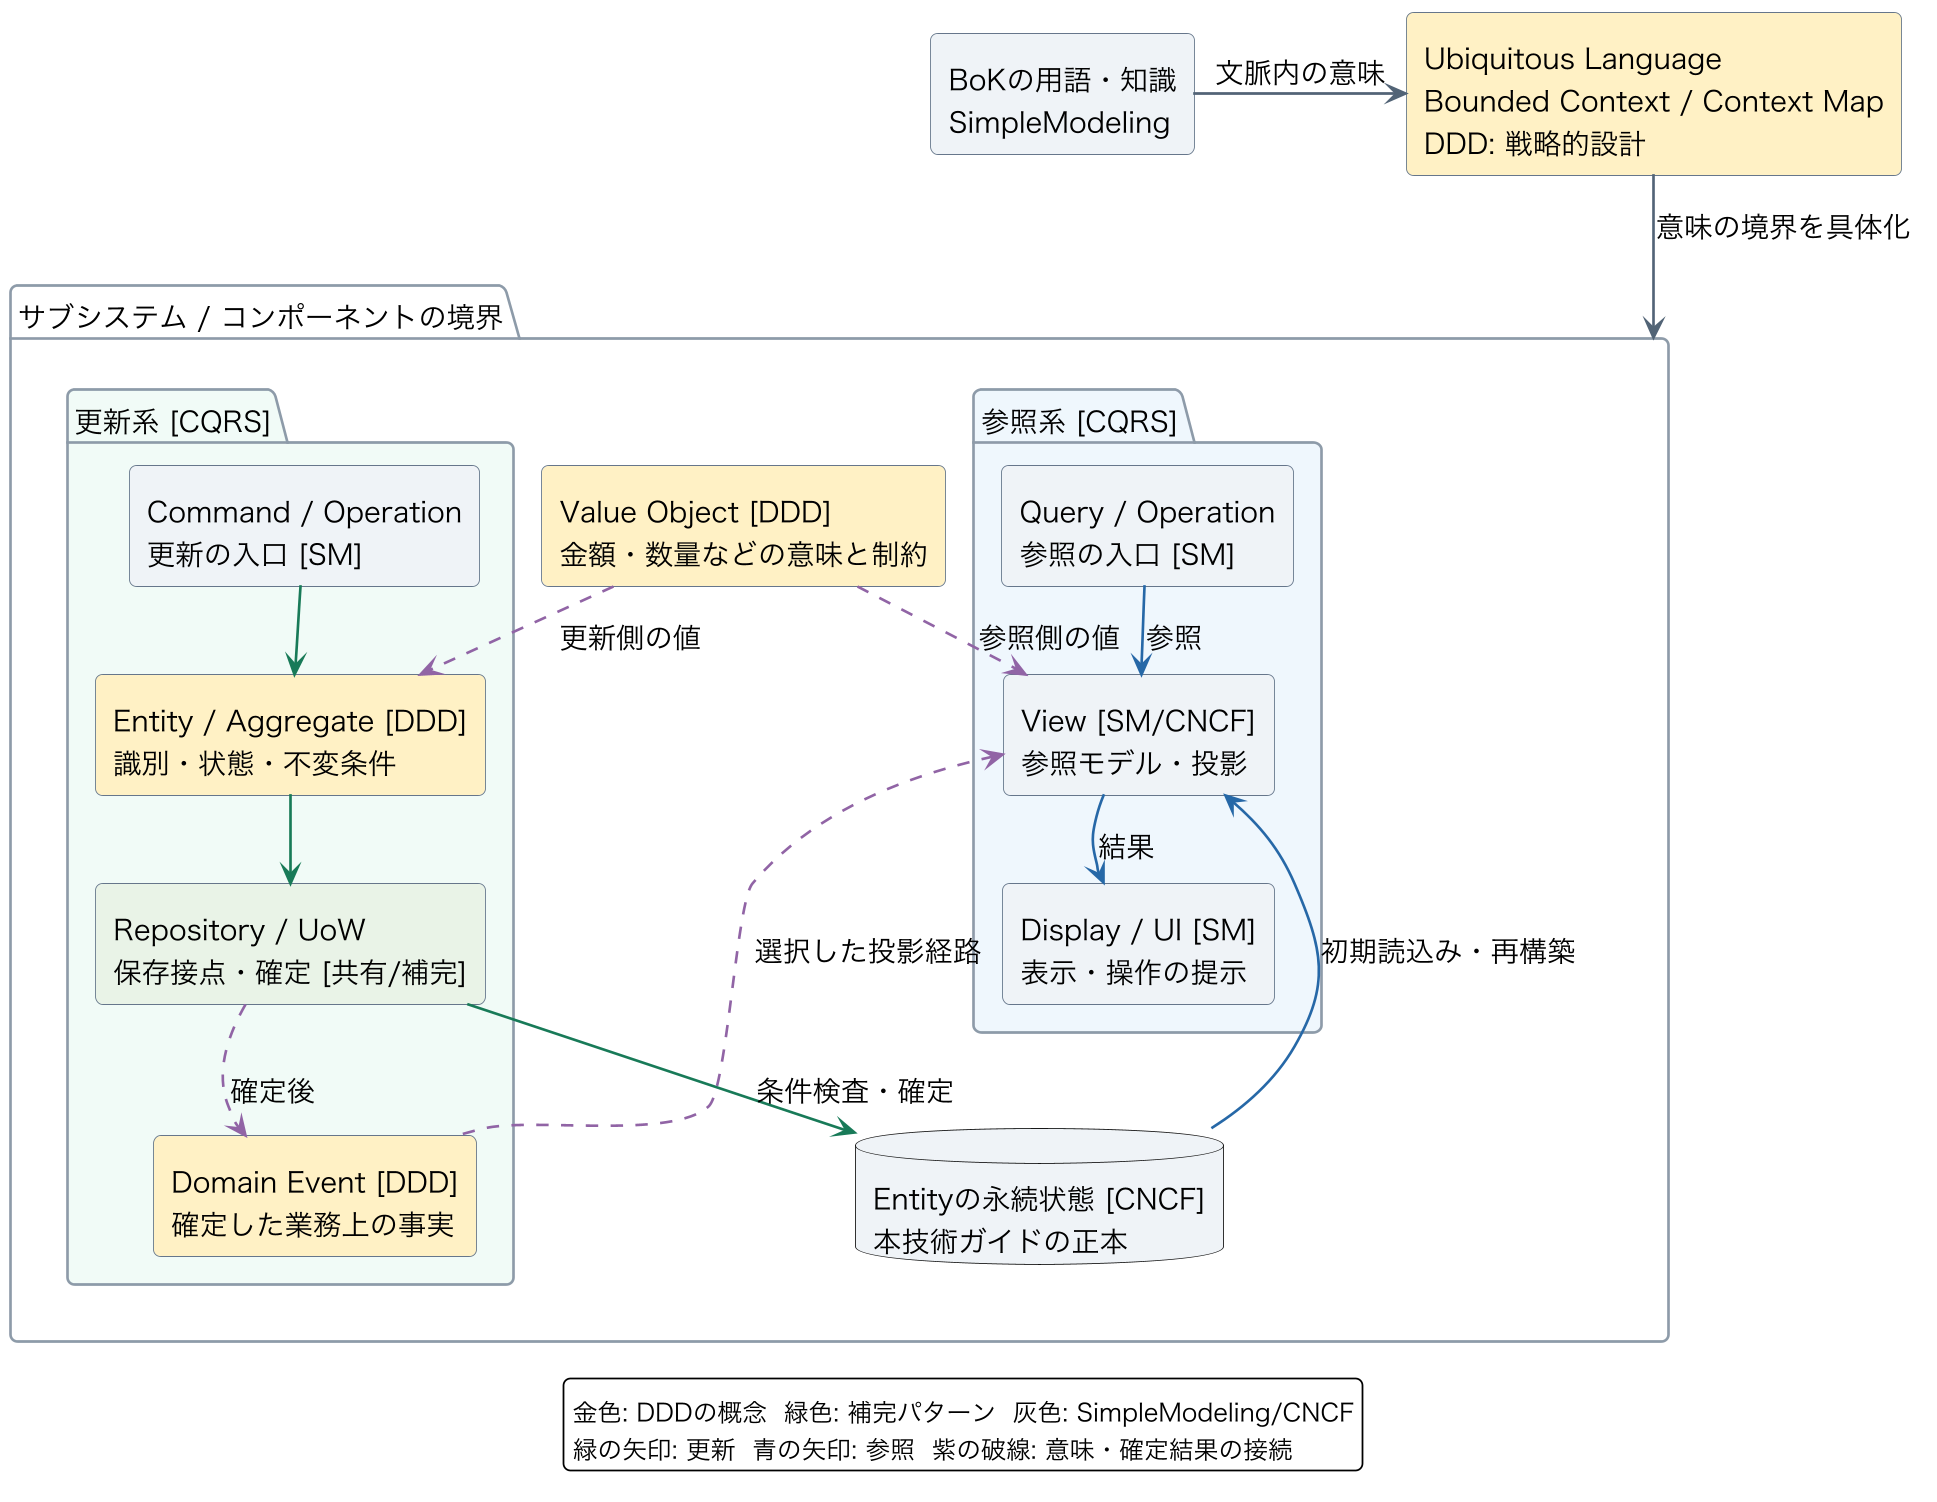 BoKの用語・知識
SimpleModeling
文脈内の意味
Ubiquitous Language
Bounded Context / Context Map
DDD: 戦略的設計
意味の境界を具体化
サブシステム / コンポーネントの境界
更新系 [CQRS]
参照系 [CQRS]
Command / Operation
更新の入口 [SM]
Value Object [DDD]
金額・数量などの意味と制約
Query / Operation
参照の入口 [SM]
更新側の値
参照側の値
参照
Entity / Aggregate [DDD]
識別・状態・不変条件
View [SM/CNCF]
参照モデル・投影
結果
Repository / UoW
保存接点・確定 [共有/補完]
選択した投影経路
Display / UI [SM]
表示・操作の提示
初期読込み・再構築
確定後
条件検査・確定
Domain Event [DDD]
確定した業務上の事実
Entityの永続状態 [CNCF]
本技術ガイドの正本
金色: DDDの概念 緑色: 補完パターン 灰色: SimpleModeling/CNCF
緑の矢印: 更新 青の矢印: 参照 紫の破線: 意味・確定結果の接続